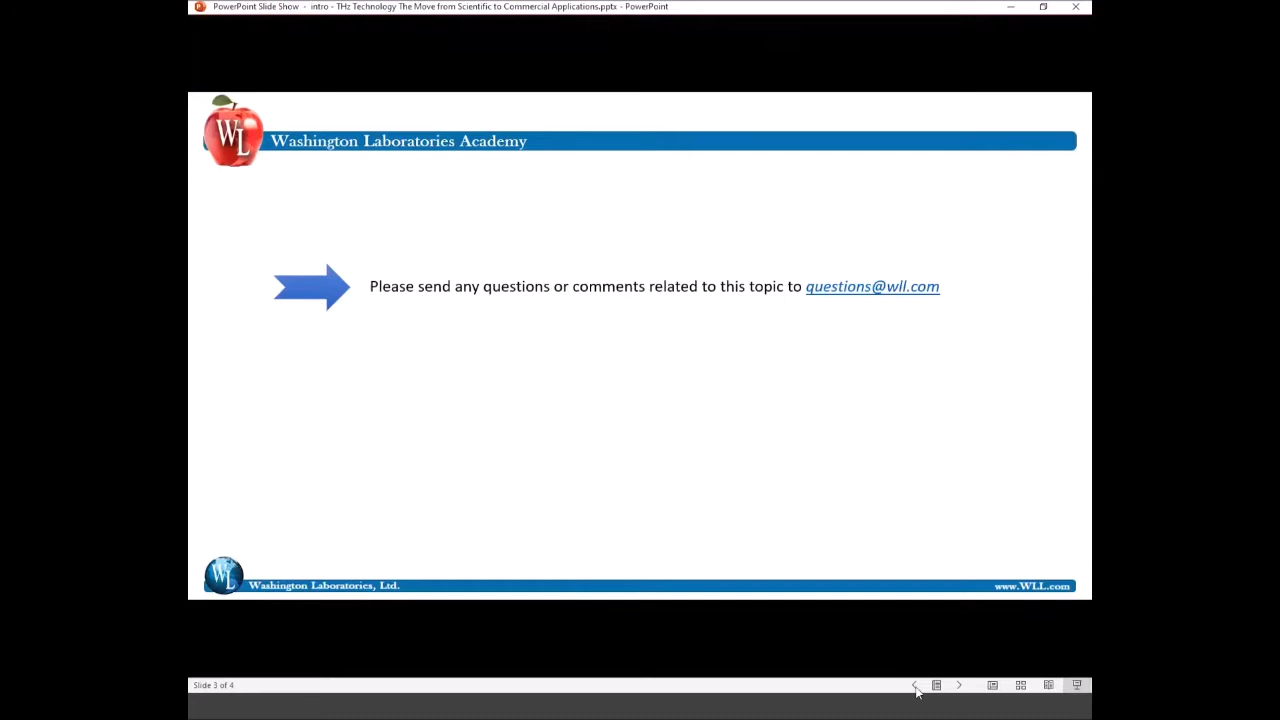 PowerPoint Slide Show - intro - THz Technology The Move from Scientific to Commercial Applications.pptx - PowerPoint
WL
Washington Laboratories Academy
Please send any questions or comments related to this topic to questions@wll.com
WL
Washington Laboratories, Ltd.
www.WLL.com
Slide 3 of 4